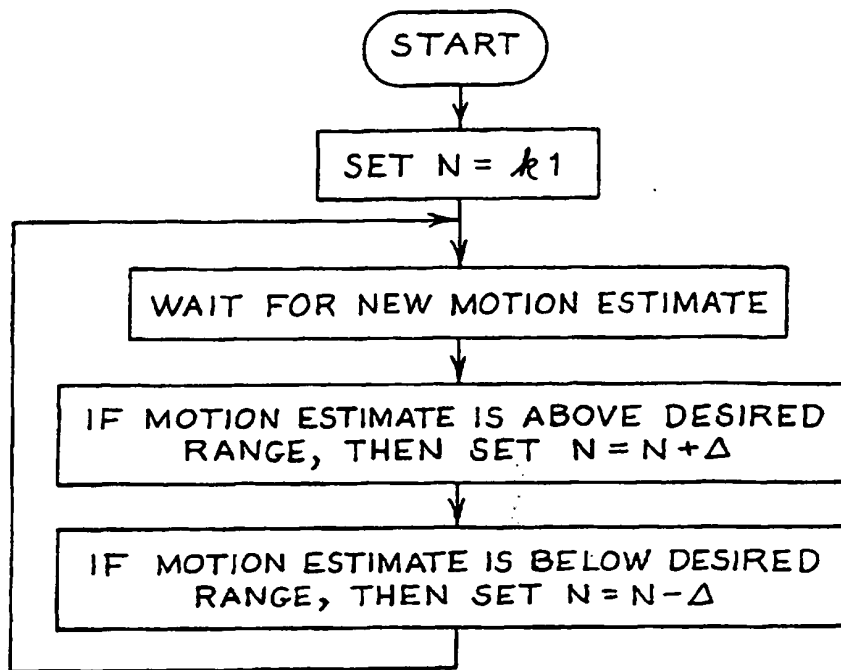 START
SET N = k1
WAIT FOR NEW MOTION ESTIMATE
IF MOTION ESTIMATE IS ABOVE DESIRED
RANGE, THEN SET N = N + Δ
IF MOTION ESTIMATE IS BELOW DESIRED
RANGE, THEN SET N = N - Δ